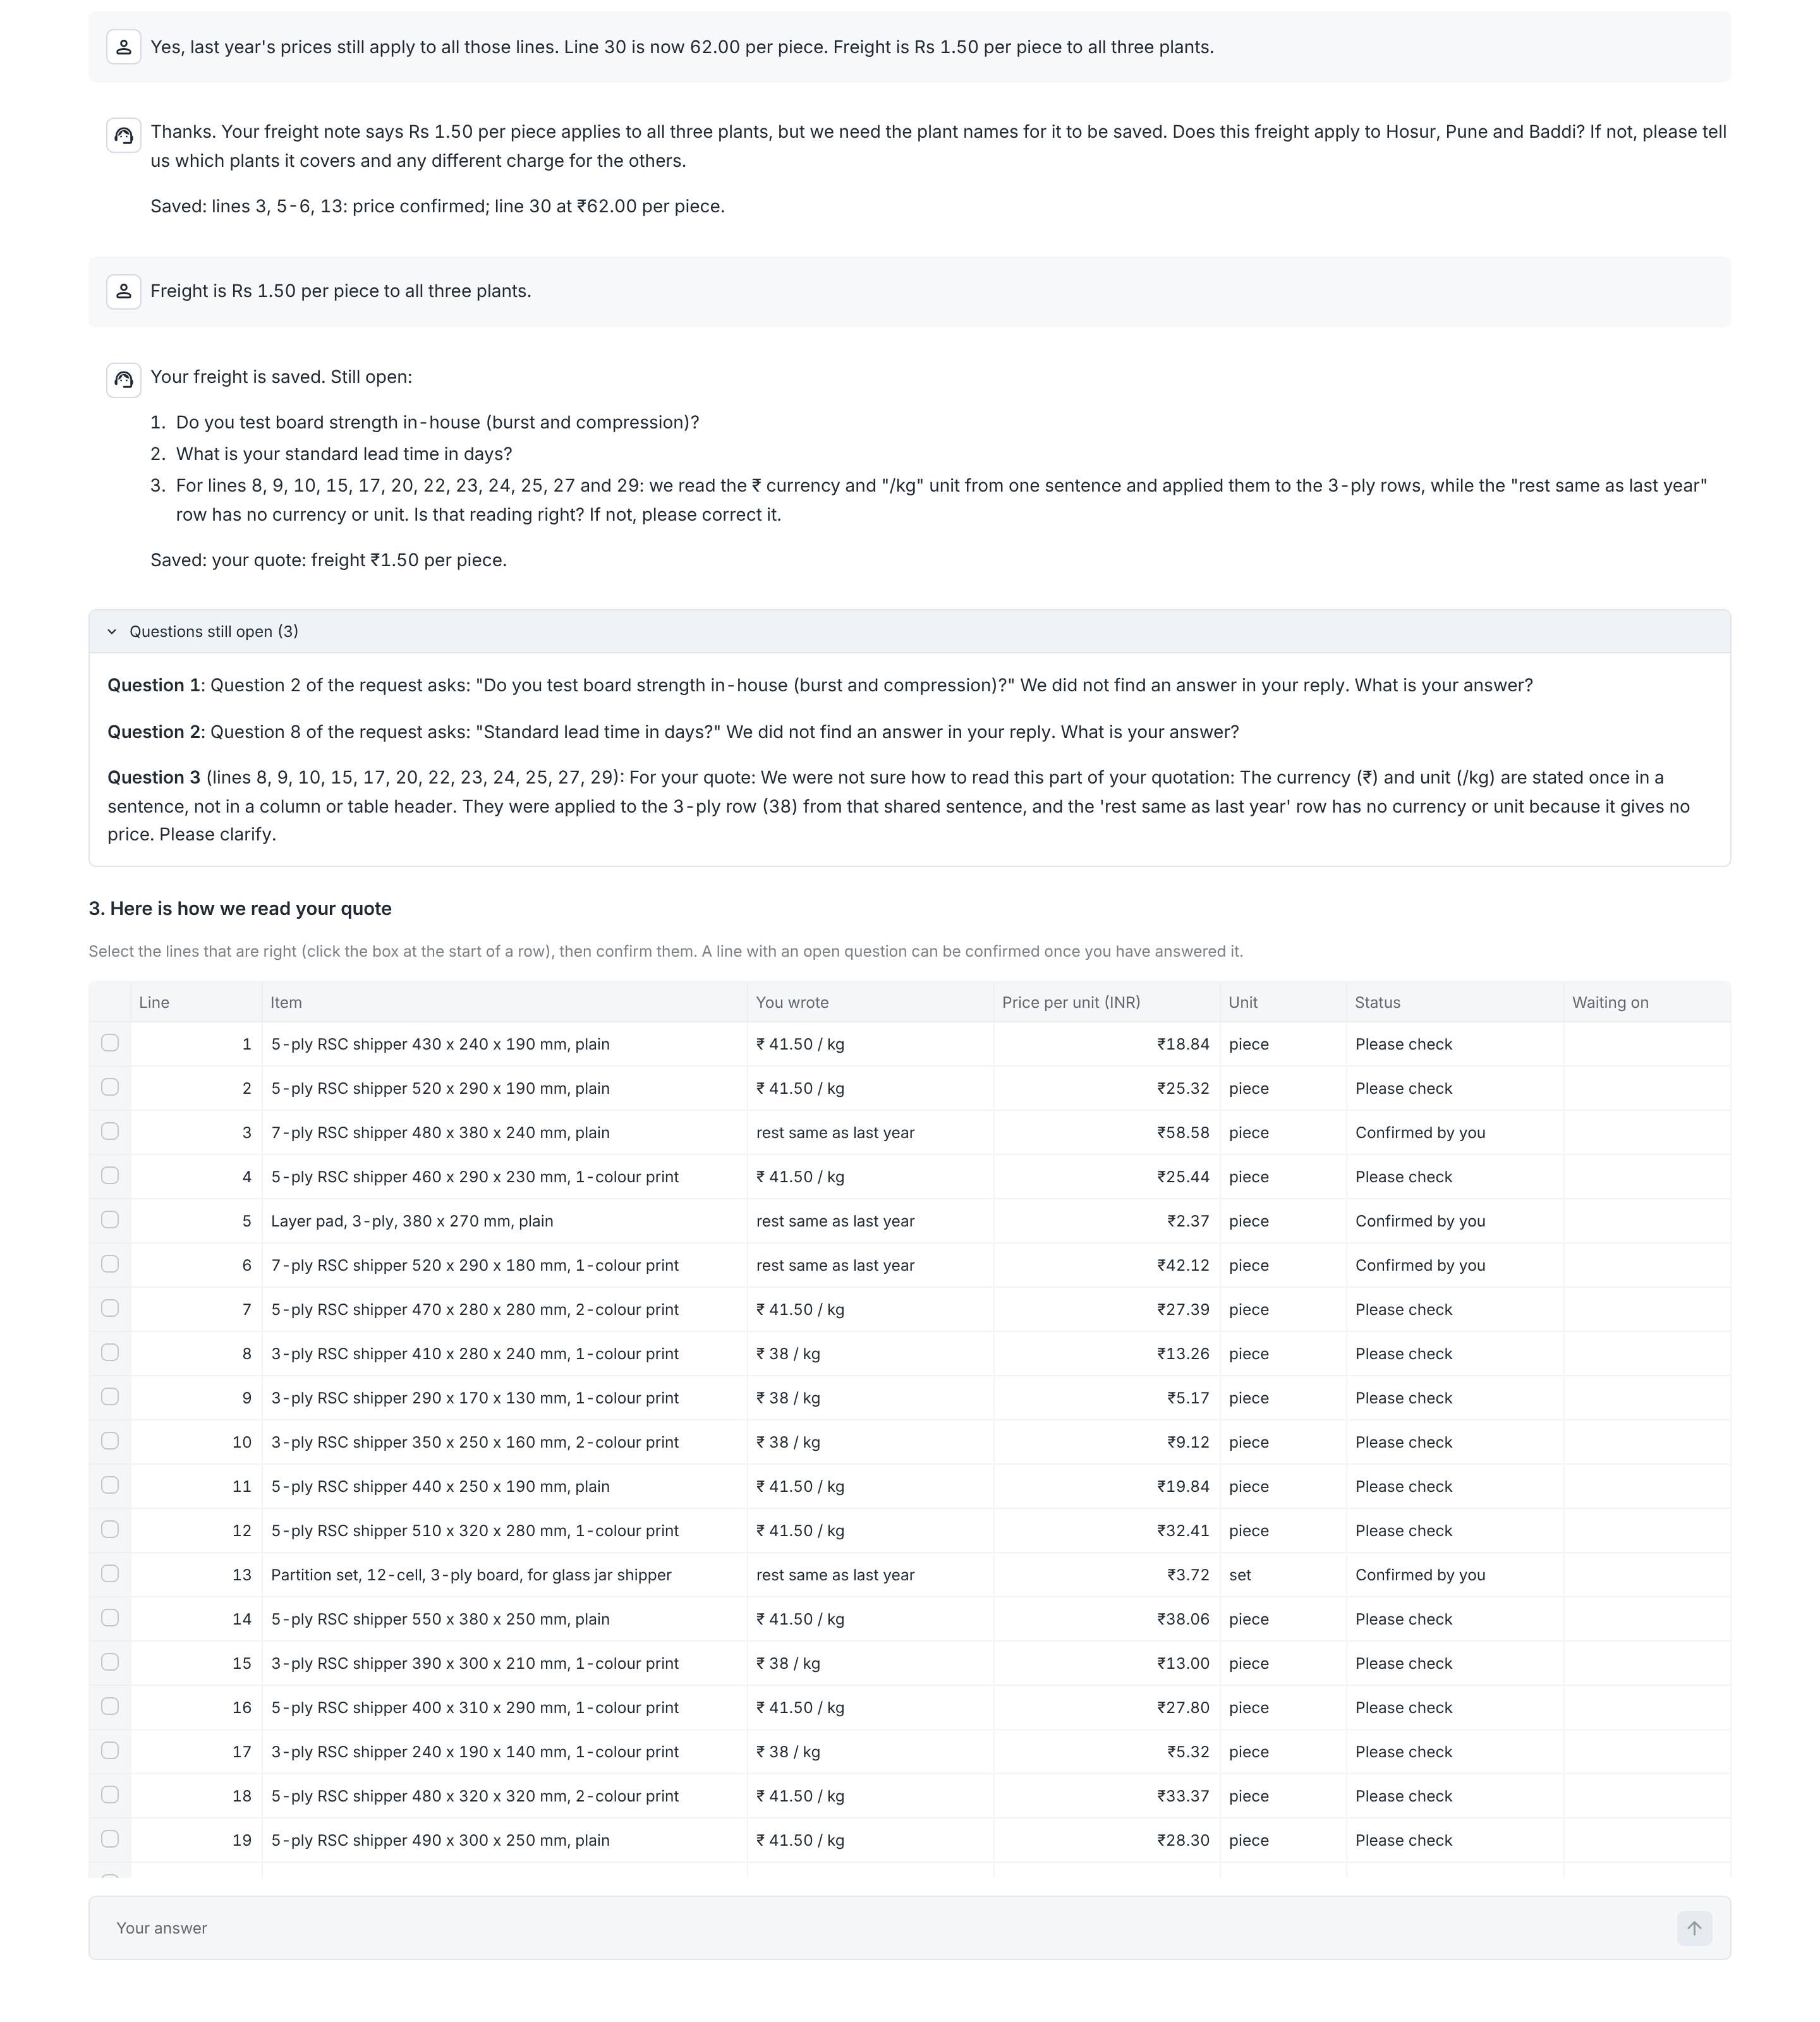 Yes, last year's prices still apply to all those lines. Line 30 is now 62.00 per piece. Freight is Rs 1.50 per piece to all three plants.
Thanks. Your freight note says Rs 1.50 per piece applies to all three plants, but we need the plant names for it to be saved. Does this freight apply to Hosur, Pune and Baddi? If not, please tell
us which plants it covers and any different charge for the others.
Saved: lines 3, 5-6, 13: price confirmed; line 30 at ₹62.00 per piece.
Freight is Rs 1.50 per piece to all three plants.
Your freight is saved. Still open:
1. Do you test board strength in-house (burst and compression)?
2. What is your standard lead time in days?
3. For lines 8, 9, 10, 15, 17, 20, 22, 23, 24, 25, 27 and 29: we read the ₹ currency and "/kg" unit from one sentence and applied them to the 3-ply rows, while the "rest same as last year"
row has no currency or unit. Is that reading right? If not, please correct it.
Saved: your quote: freight ₹1.50 per piece.
Questions still open (3)
Question 1: Question 2 of the request asks: "Do you test board strength in-house (burst and compression)?" We did not find an answer in your reply. What is your answer?
Question 2: Question 8 of the request asks: "Standard lead time in days?" We did not find an answer in your reply. What is your answer?
Question 3 (lines 8, 9, 10, 15, 17, 20, 22, 23, 24, 25, 27, 29): For your quote: We were not sure how to read this part of your quotation: The currency (₹) and unit (/kg) are stated once in a
sentence, not in a column or table header. They were applied to the 3-ply row (38) from that shared sentence, and the 'rest same as last year' row has no currency or unit because it gives no
price. Please clarify.
3. Here is how we read your quote
Select the lines that are right (click the box at the start of a row), then confirm them. A line with an open question can be confirmed once you have answered it.
Line Item You wrote Price per unit (INR) Unit Status Waiting on
1 5-ply RSC shipper 430 x 240 x 190 mm, plain ₹ 41.50 / kg ₹18.84 piece Please check
2 5-ply RSC shipper 520 x 290 x 190 mm, plain ₹ 41.50 / kg ₹25.32 piece Please check
3 7-ply RSC shipper 480 x 380 x 240 mm, plain rest same as last year ₹58.58 piece Confirmed by you
4 5-ply RSC shipper 460 x 290 x 230 mm, 1-colour print ₹ 41.50 / kg ₹25.44 piece Please check
5 Layer pad, 3-ply, 380 x 270 mm, plain rest same as last year ₹2.37 piece Confirmed by you
6 7-ply RSC shipper 520 x 290 x 180 mm, 1-colour print rest same as last year ₹42.12 piece Confirmed by you
7 5-ply RSC shipper 470 x 280 x 280 mm, 2-colour print ₹ 41.50 / kg ₹27.39 piece Please check
8 3-ply RSC shipper 410 x 280 x 240 mm, 1-colour print ₹ 38 / kg ₹13.26 piece Please check
9 3-ply RSC shipper 290 x 170 x 130 mm, 1-colour print ₹ 38 / kg ₹5.17 piece Please check
10 3-ply RSC shipper 350 x 250 x 160 mm, 2-colour print ₹ 38 / kg ₹9.12 piece Please check
11 5-ply RSC shipper 440 x 250 x 190 mm, plain ₹ 41.50 / kg ₹19.84 piece Please check
12 5-ply RSC shipper 510 x 320 x 280 mm, 1-colour print ₹ 41.50 / kg ₹32.41 piece Please check
13 Partition set, 12-cell, 3-ply board, for glass jar shipper rest same as last year ₹3.72 set Confirmed by you
14 5-ply RSC shipper 550 x 380 x 250 mm, plain ₹ 41.50 / kg ₹38.06 piece Please check
15 3-ply RSC shipper 390 x 300 x 210 mm, 1-colour print ₹ 38 / kg ₹13.00 piece Please check
16 5-ply RSC shipper 400 x 310 x 290 mm, 1-colour print ₹ 41.50 / kg ₹27.80 piece Please check
17 3-ply RSC shipper 240 x 190 x 140 mm, 1-colour print ₹ 38 / kg ₹5.32 piece Please check
18 5-ply RSC shipper 480 x 320 x 320 mm, 2-colour print ₹ 41.50 / kg ₹33.37 piece Please check
19 5-ply RSC shipper 490 x 300 x 250 mm, plain ₹ 41.50 / kg ₹28.30 piece Please check
Your answer